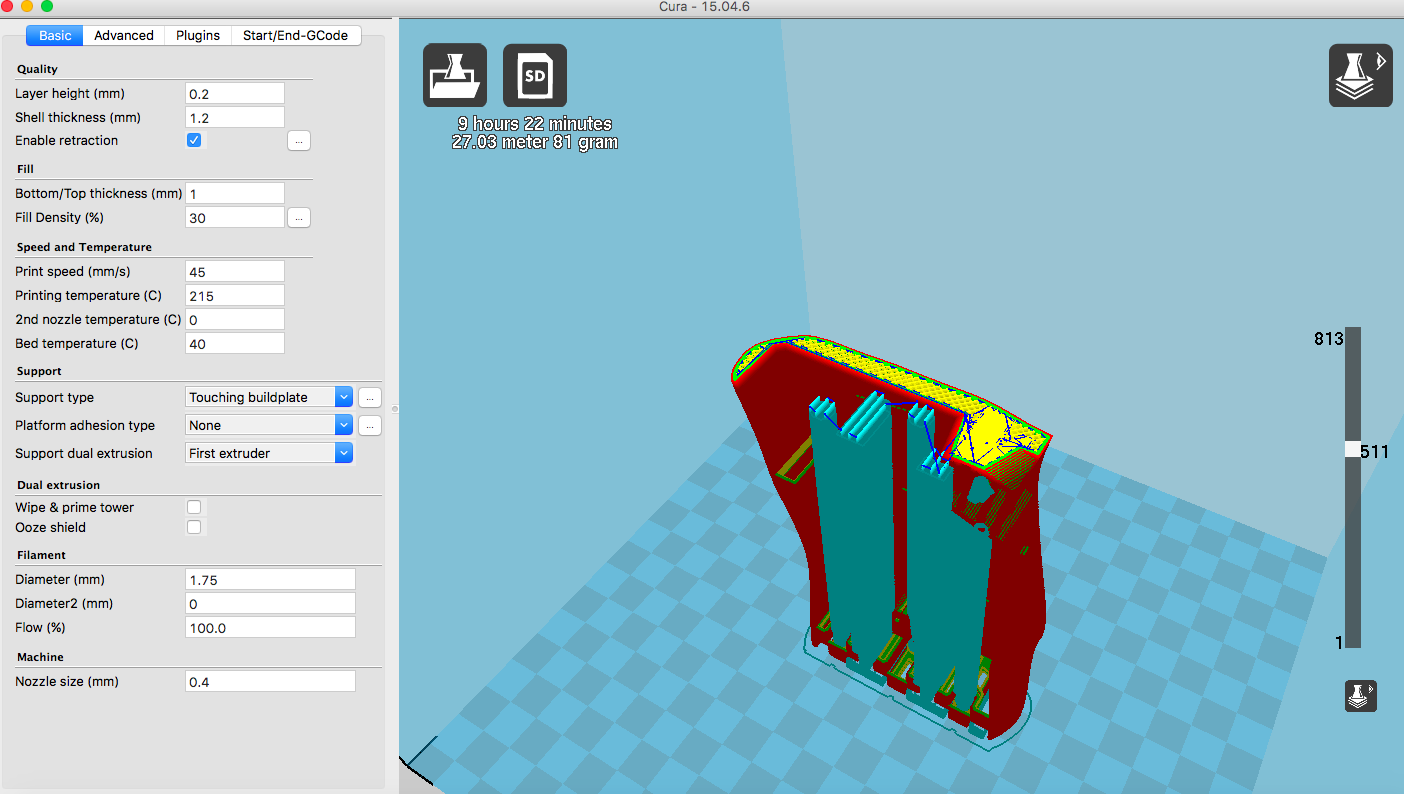 Cura - 15.04.6
Basic Advanced Plugins Start/End-GCode
Quality
Layer height (mm) 0.2
Shell thickness (mm) 1.2
Enable retraction ...
Fill
Bottom/Top thickness (mm) 1
Fill Density (%) 30 ...
Speed and Temperature
Print speed (mm/s) 45
Printing temperature (C) 215
2nd nozzle temperature (C) 0
Bed temperature (C) 40
Support
Support type Touching buildplate ...
Platform adhesion type None ...
Support dual extrusion First extruder
Dual extrusion
Wipe & prime tower
Ooze shield
Filament
Diameter (mm) 1.75
Diameter2 (mm) 0
Flow (%) 100.0
Machine
Nozzle size (mm) 0.4
SD
9 hours 22 minutes
27.03 meter 81 gram
813
511
1